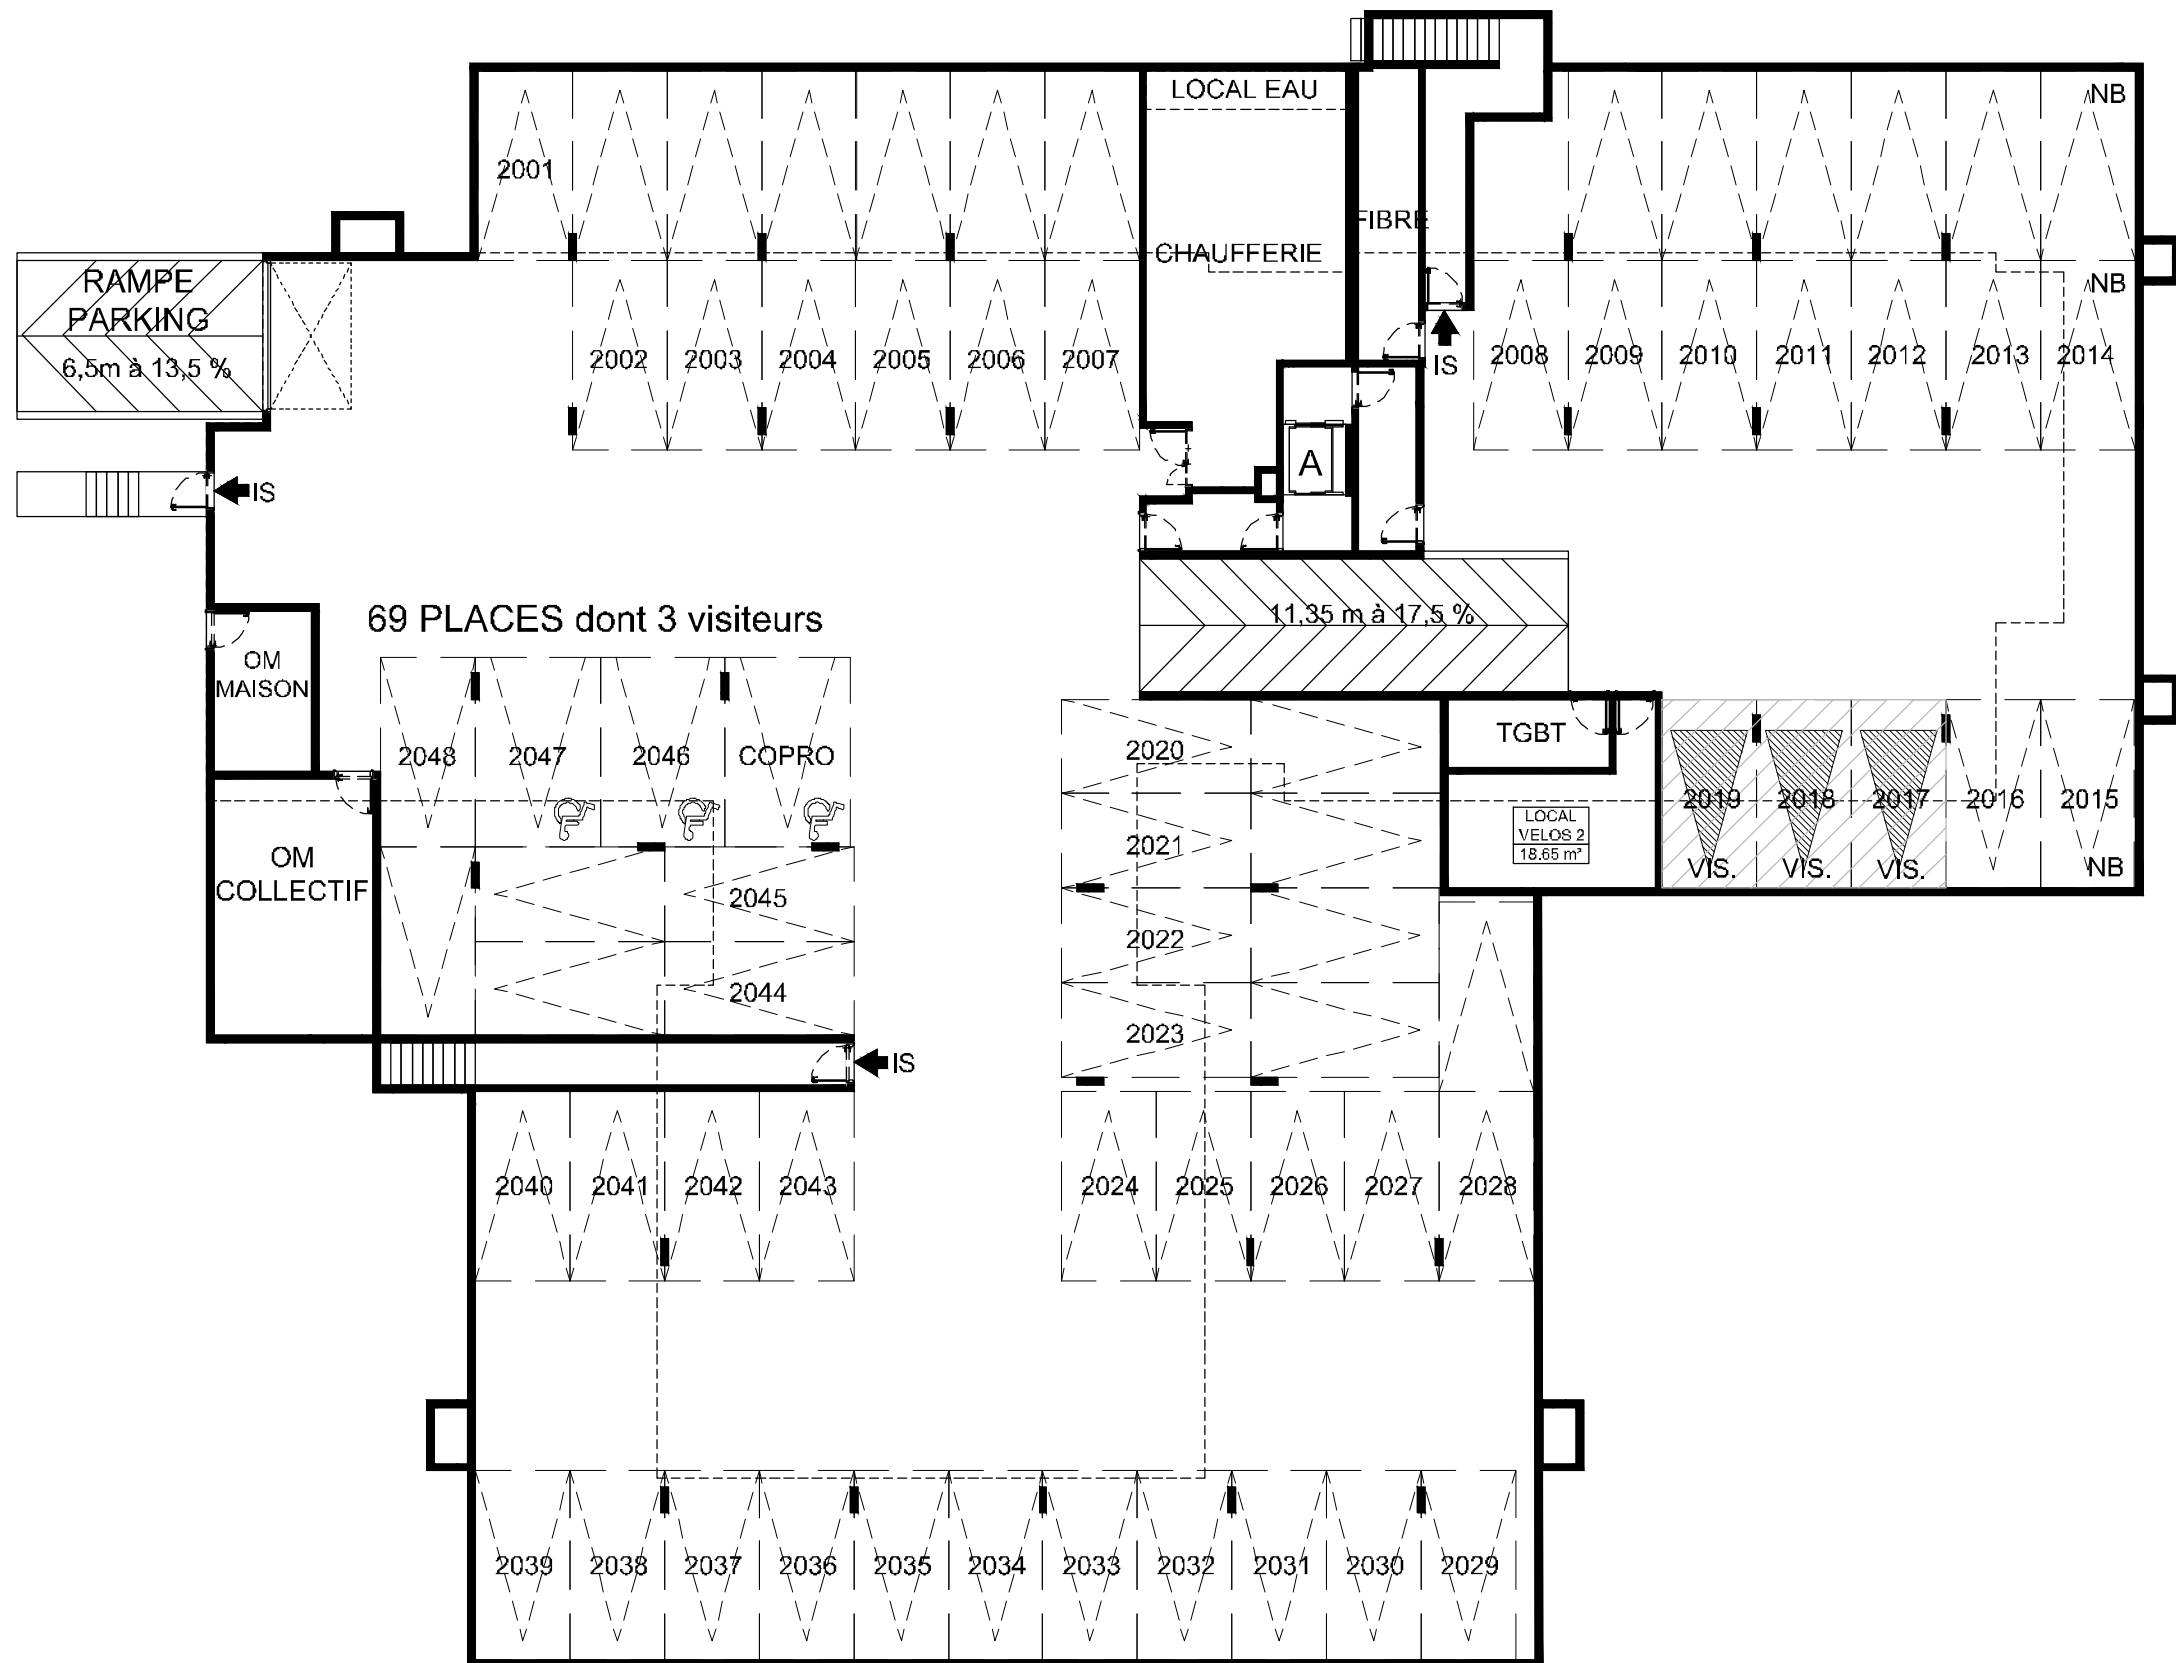 LOCAL EAU
NB
2001
FIBRE
CHAUFFERIE
RAMPE
PARKING
6,5m à 13,5 %
NB
2002
2003
2004
2005
2006
2007
IS
2008
2009
2010
2011
2012
2013
2014
A
IS
69 PLACES dont 3 visiteurs
11,35 m à 17,5 %
OM
MAISON
2048
2047
2046
COPRO
2020
TGBT
2019
2018
2017
2016
2015
LOCAL
VELOS 2
18.65 m²
VIS.
VIS.
VIS.
NB
OM
COLLECTIF
2045
2021
2022
2044
2023
IS
2040
2041
2042
2043
2024
2025
2026
2027
2028
2039
2038
2037
2036
2035
2034
2033
2032
2031
2030
2029